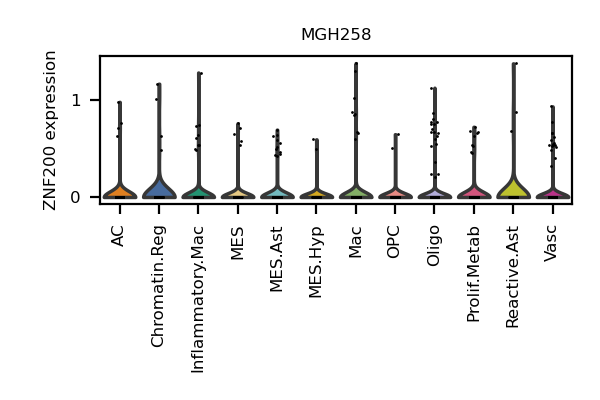 MGH258
ZNF200 expression
1
0
AC
Chromatin.Reg
Inflammatory.Mac
MES
MES.Ast
MES.Hyp
Mac
OPC
Oligo
Prolif.Metab
Reactive.Ast
Vasc